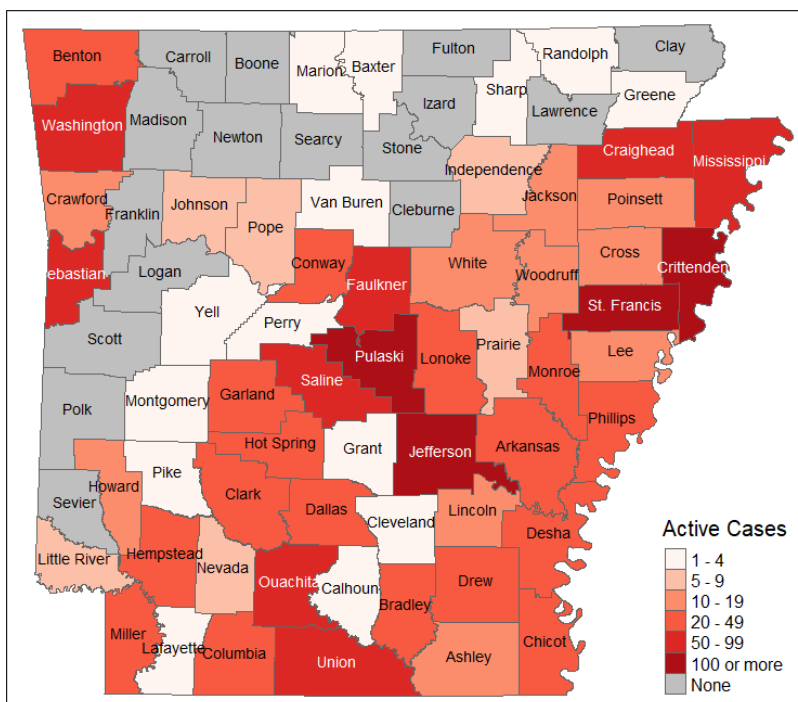 Benton
Carroll
Boone
Marion
Baxter
Fulton
Randolph
Clay
Sharp
Greene
Izard
Lawrence
Washington
Madison
Newton
Searcy
Stone
Craighead
Mississippi
Independence
Crawford
Franklin
Johnson
Pope
Van Buren
Cleburne
Jackson
Poinsett
Cross
Crittenden
White
Woodruff
ebastian
Logan
Conway
Faulkner
St. Francis
Yell
Perry
Scott
Pulaski
Lonoke
Prairie
Monroe
Lee
Saline
Garland
Polk
Montgomery
Phillips
Hot Spring
Grant
Jefferson
Arkansas
Pike
Howard
Sevier
Clark
Dallas
Cleveland
Lincoln
Desha
Little River
Hempstead
Nevada
Ouachita
Calhoun
Bradley
Drew
Miller
Lafayette
Columbia
Union
Ashley
Chicot
Active Cases
1 - 4
5 - 9
10 - 19
20 - 49
50 - 99
100 or more
None